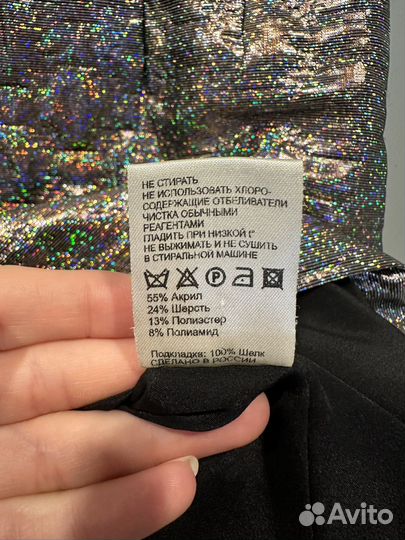 НЕ СТИРАТЬ
НЕ ИСПОЛЬЗОВАТЬ ХЛОРО-
СОДЕРЖАЩИЕ ОТБЕЛИВАТЕЛИ
ЧИСТКА ОБЫЧНЫМИ
РЕАГЕНТАМИ
ГЛАДИТЬ ПРИ НИЗКОЙ t°
НЕ ВЫЖИМАТЬ И НЕ СУШИТЬ
В СТИРАЛЬНОЙ МАШИНЕ
P
55% Акрил
24% Шерсть
13% Полиэстер
8% Полиамид
Подкладка: 100% Шелк
СДЕЛАНО В РОССИИ
Avito